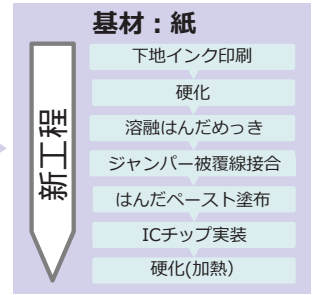 基材：紙
新工程
下地インク印刷
硬化
溶融はんだめっき
ジャンパー被覆線接合
はんだペースト塗布
ICチップ実装
硬化(加熱）